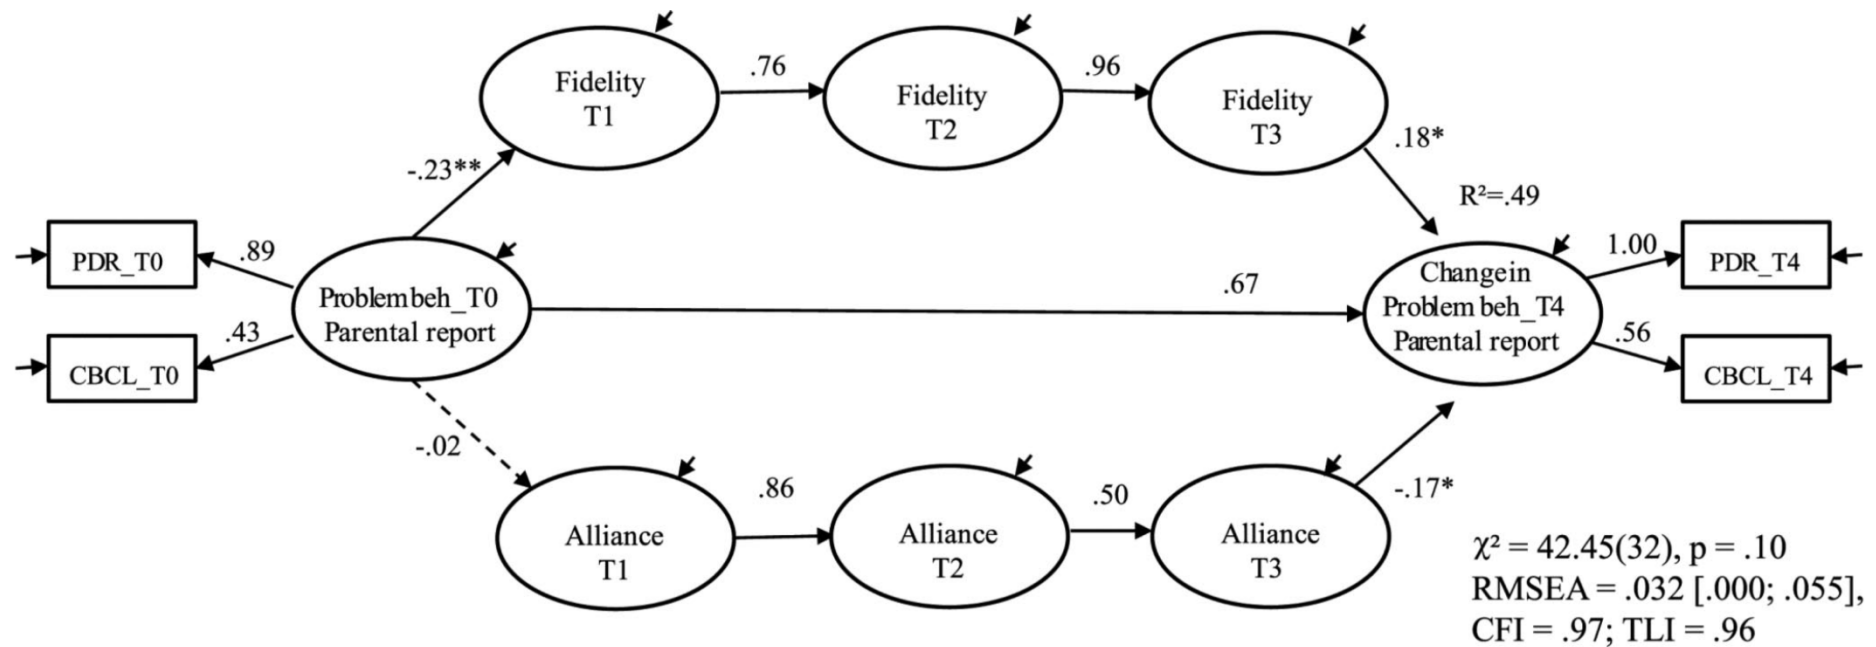 Fidelity
T1
.76
Fidelity
T2
.96
Fidelity
T3
.18*
-.23**
R²=.49
PDR_T0
.89
CBCL_T0
.43
Problem beh_T0
Parental report
.67
Change in
Problem beh_T4
Parental report
1.00
PDR_T4
.56
CBCL_T4
-.02
Alliance
T1
.86
Alliance
T2
.50
Alliance
T3
-.17*
χ² = 42.45(32), p = .10
RMSEA = .032 [.000; .055],
CFI = .97; TLI = .96